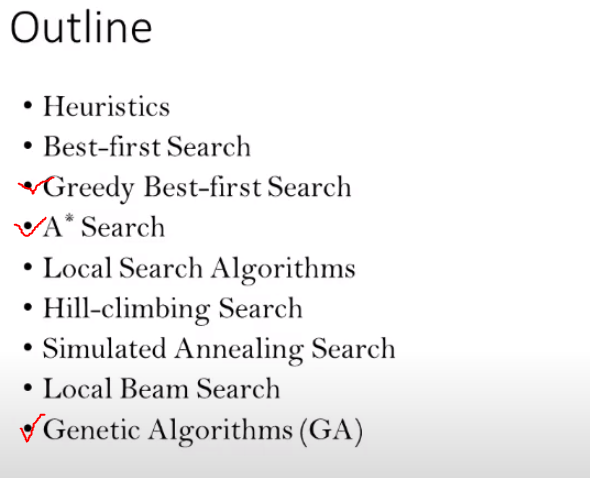 Outline
• Heuristics
• Best-first Search
• Greedy Best-first Search
• A* Search
• Local Search Algorithms
• Hill-climbing Search
• Simulated Annealing Search
• Local Beam Search
• Genetic Algorithms (GA)